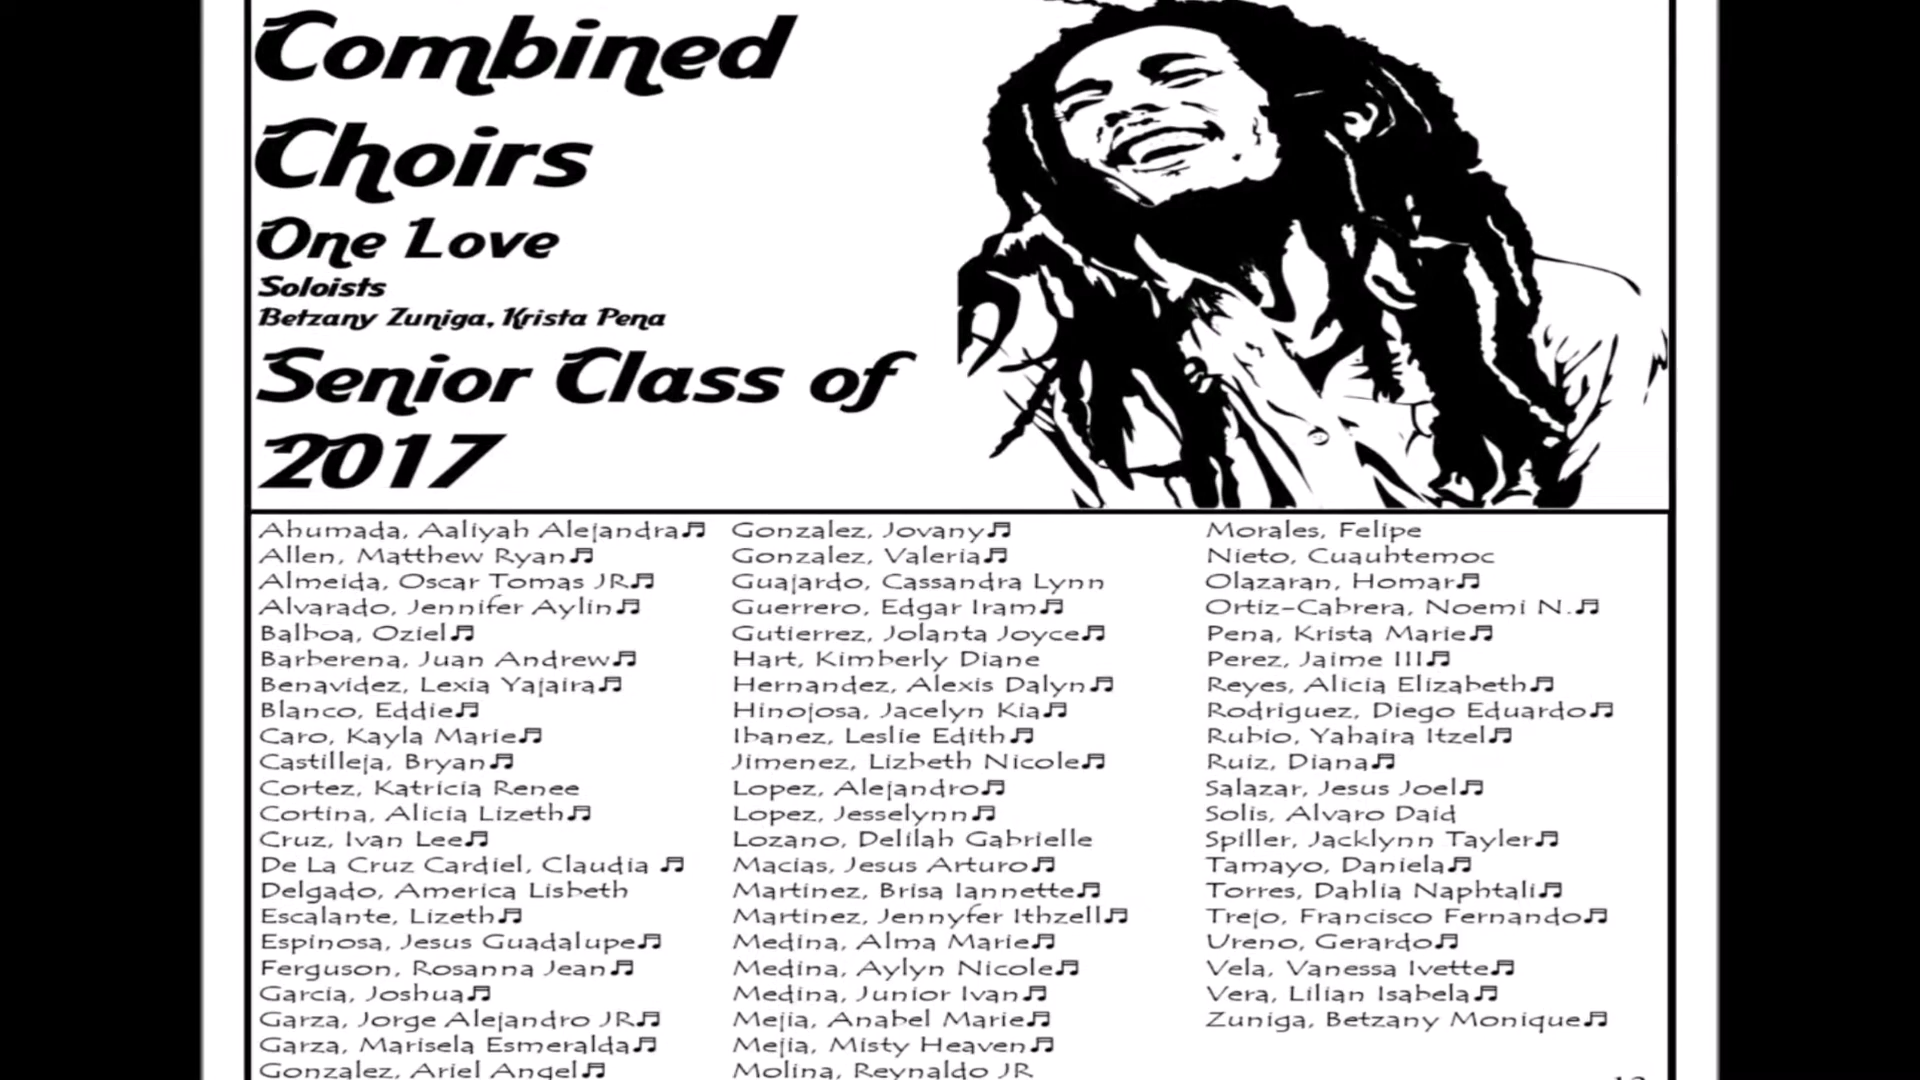 Combined
Choirs
One Love
Soloists
Betzany Zuniga, Krista Pena
Senior Class of
2017
Ahumada, Aaliyah Alejandra♬
Allen, Matthew Ryan♬
Almeida, Oscar Tomas JR♬
Alvarado, Jennifer Aylin♬
Balboa, Oziel♬
Barberena, Juan Andrew♬
Benavidez, Lexia Yajaira♬
Blanco, Eddie♬
Caro, Kayla Marie♬
Castilleja, Bryan♬
Cortez, Katricia Renee
Cortina, Alicia Lizeth♬
Cruz, Ivan Lee♬
De La Cruz Cardiel, Claudia ♬
Delgado, America Lisbeth
Escalante, Lizeth♬
Espinosa, Jesus Guadalupe♬
Ferguson, Rosanna Jean♬
Garcia, Joshua♬
Garza, Jorge Alejandro JR♬
Garza, Marisela Esmeralda♬
Gonzalez, Ariel Angel♬
Gonzalez, Jovany♬
Gonzalez, Valeria♬
Guajardo, Cassandra Lynn
Guerrero, Edgar Iram♬
Gutierrez, Jolanta Joyce♬
Hart, Kimberly Diane
Hernandez, Alexis Dalyn♬
Hinojosa, Jacelyn Kia♬
Ibanez, Leslie Edith♬
Jimenez, Lizbeth Nicole♬
Lopez, Alejandro♬
Lopez, Jesselynn♬
Lozano, Delilah Gabrielle
Macias, Jesus Arturo♬
Martinez, Brisa Iannette♬
Martinez, Jennyfer Ithzell♬
Medina, Alma Marie♬
Medina, Aylyn Nicole♬
Medina, Junior Ivan♬
Mejia, Anabel Marie♬
Mejia, Misty Heaven♬
Molina, Reynaldo JR
Morales, Felipe
Nieto, Cuauhtemoc
Olazaran, Homar♬
Ortiz-Cabrera, Noemi N.♬
Pena, Krista Marie♬
Perez, Jaime III♬
Reyes, Alicia Elizabeth♬
Rodriguez, Diego Eduardo♬
Rubio, Yahaira Itzel♬
Ruiz, Diana♬
Salazar, Jesus Joel♬
Solis, Alvaro Daid
Spiller, Jacklynn Tayler♬
Tamayo, Daniela♬
Torres, Dahlia Naphtali♬
Trejo, Francisco Fernando♬
Ureno, Gerardo♬
Vela, Vanessa Ivette♬
Vera, Lilian Isabela♬
Zuniga, Betzany Monique♬